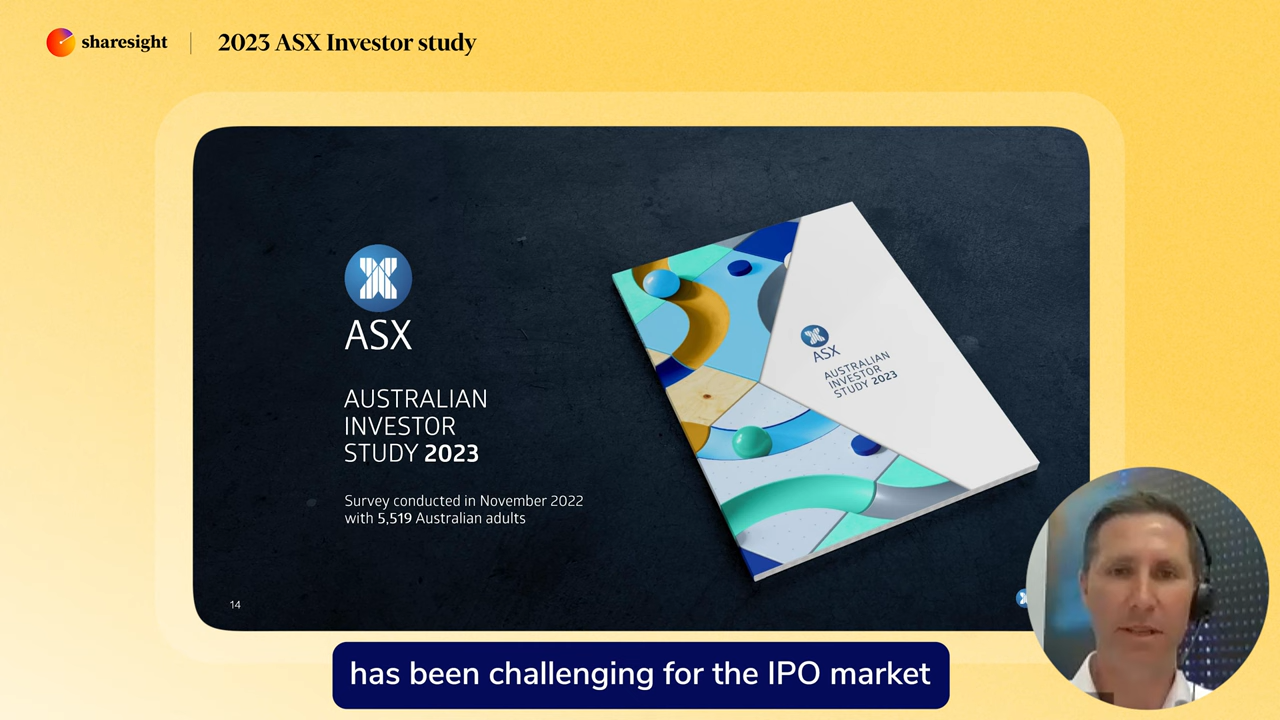 sharesight
2023 ASX Investor study
ASX
AUSTRALIAN
INVESTOR
STUDY 2023
Survey conducted in November 2022
with 5,519 Australian adults
14
ASX
AUSTRALIAN
INVESTOR
STUDY 2023
has been challenging for the IPO market